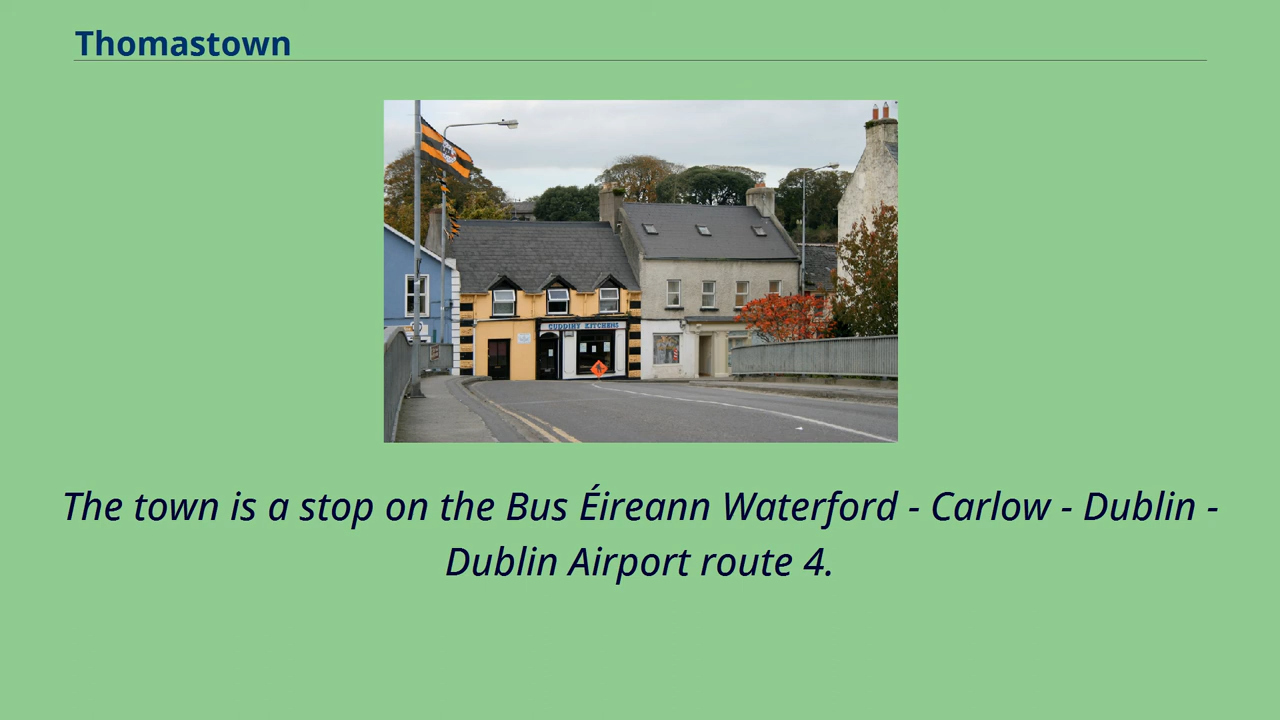 Thomastown
CUDDIHY KITCHENS
The town is a stop on the Bus Éireann Waterford - Carlow - Dublin -
Dublin Airport route 4.